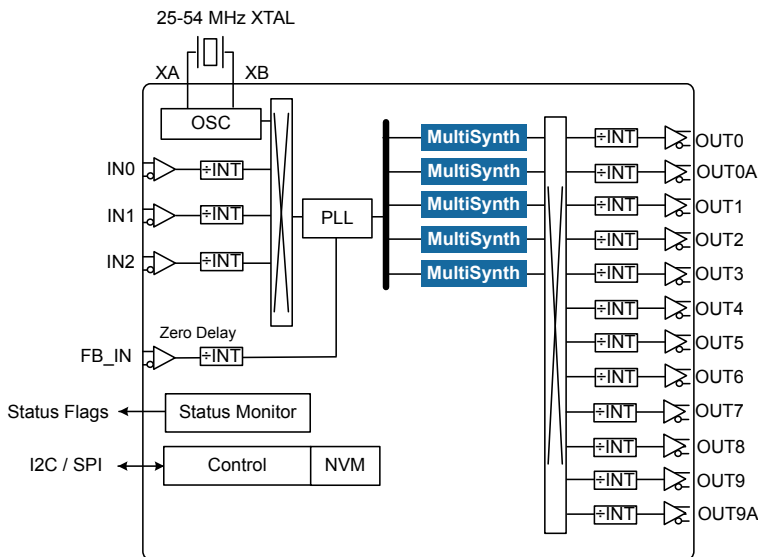 25-54 MHz XTAL
XA XB
OSC
IN0 ÷INT
IN1 ÷INT
IN2 ÷INT
PLL
Zero Delay
FB_IN ÷INT
Status Flags Status Monitor
I2C / SPI Control NVM
MultiSynth ÷INT OUT0
MultiSynth ÷INT OUT0A
MultiSynth ÷INT OUT1
MultiSynth ÷INT OUT2
MultiSynth ÷INT OUT3
÷INT OUT4
÷INT OUT5
÷INT OUT6
÷INT OUT7
÷INT OUT8
÷INT OUT9
÷INT OUT9A